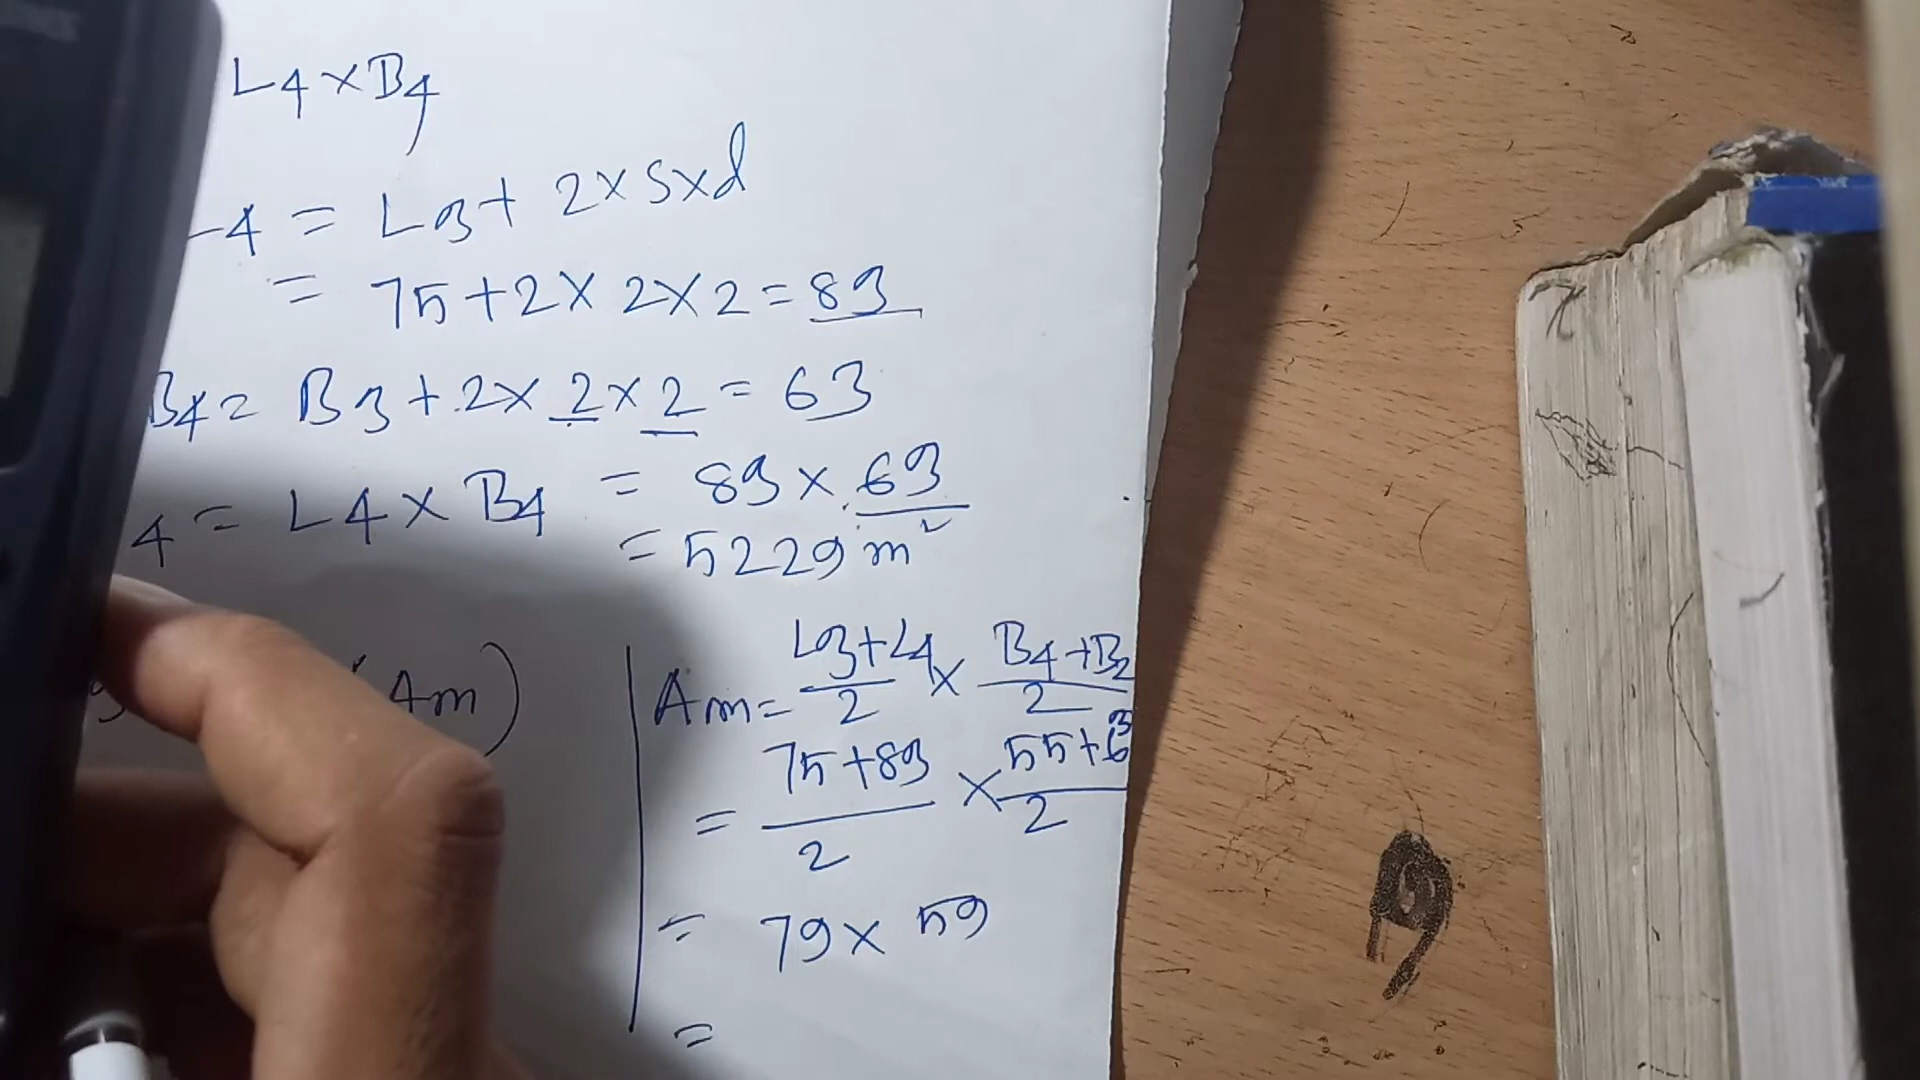 L4 × B4
-4 = L3 + 2 × s × d
= 75 + 2 × 2 × 2 = 83
B4 = B3 + 2 × 2 × 2 = 63
4 = L4 × B4 = 83 × 63
= 5229 m²
(Am)
Am = L3+L4/2 × B4+B2/2
= 75+83/2 × 55+63/2
= 79 × 59
=